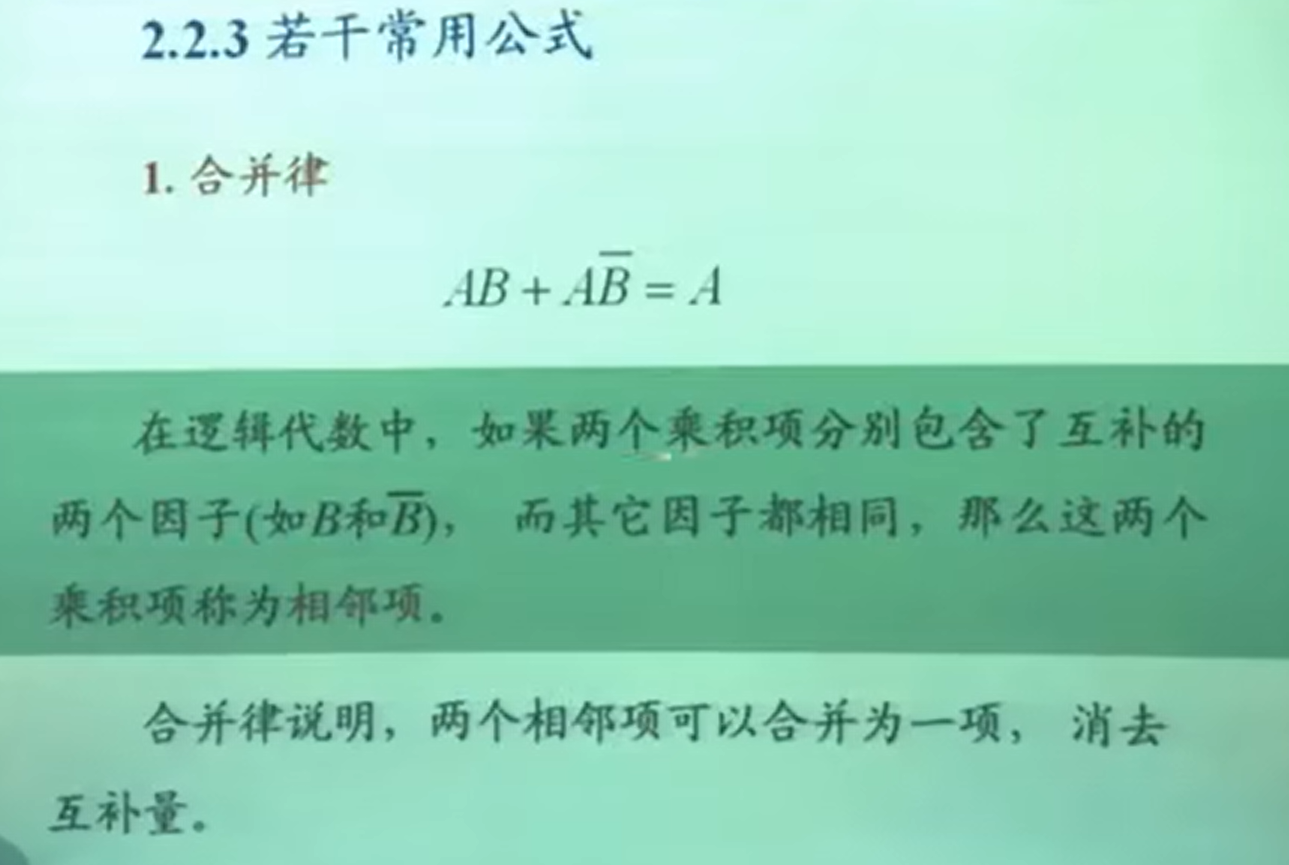 2.2.3 若干常用公式
1. 合并律
AB + AB̅ = A
在逻辑代数中，如果两个乘积项分别包含了互补的
两个因子(如B和B̅)， 而其它因子都相同，那么这两个
乘积项称为相邻项。
合并律说明，两个相邻项可以合并为一项， 消去
互补量。